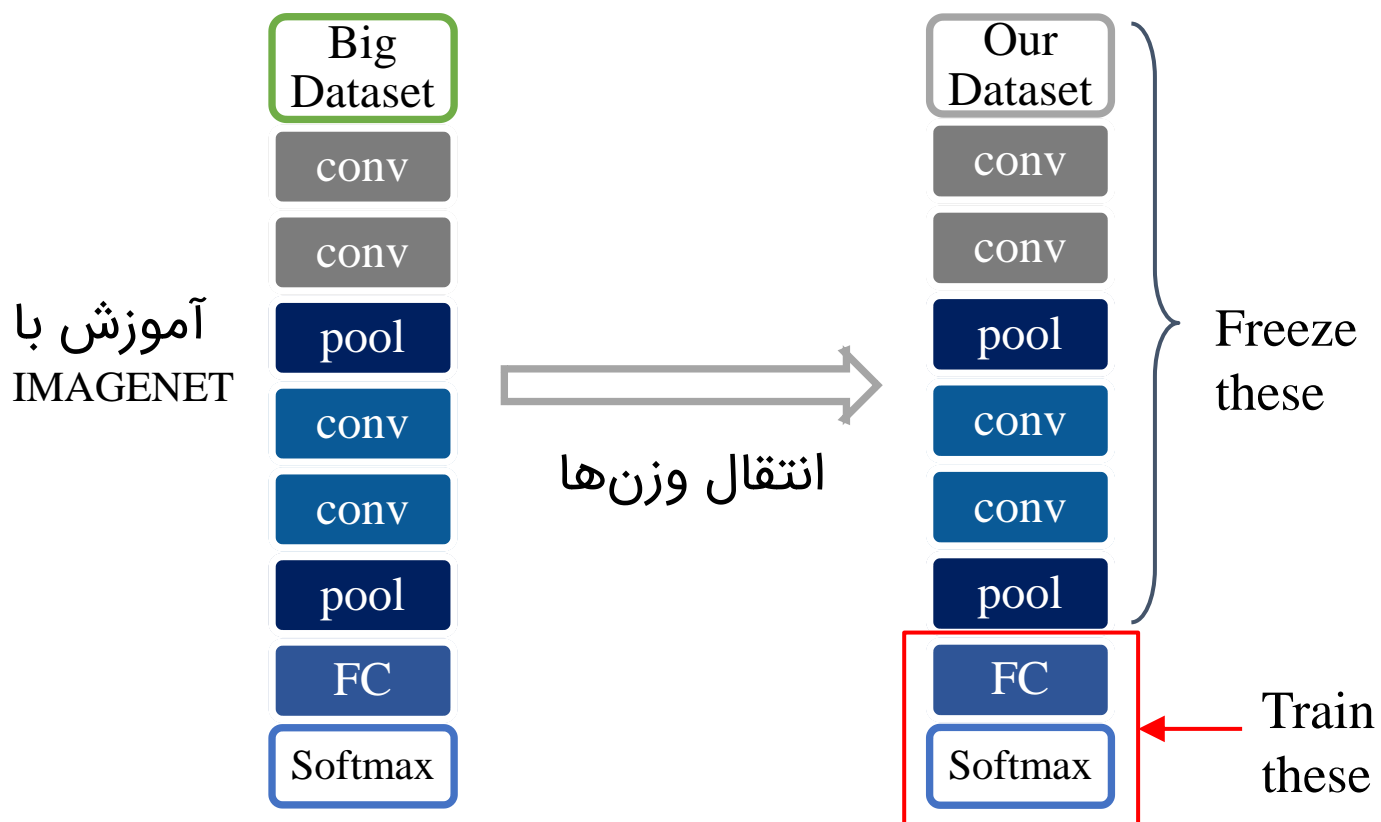 Big
Dataset
conv
conv
pool
conv
conv
pool
FC
Softmax
آموزش با
IMAGENET
انتقال وزن‌ها
Our
Dataset
conv
conv
pool
conv
conv
pool
FC
Softmax
Freeze
these
Train
these